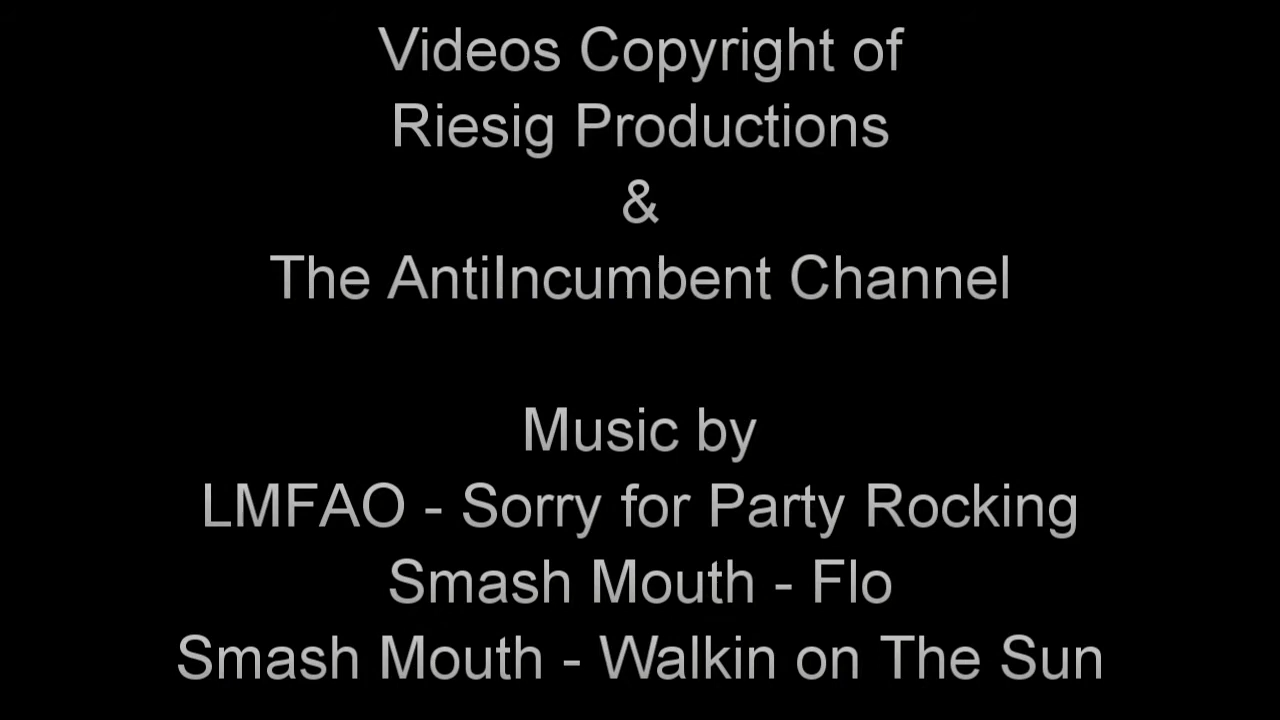 Videos Copyright of
Riesig Productions
&
The AntiIncumbent Channel
Music by
LMFAO - Sorry for Party Rocking
Smash Mouth - Flo
Smash Mouth - Walkin on The Sun